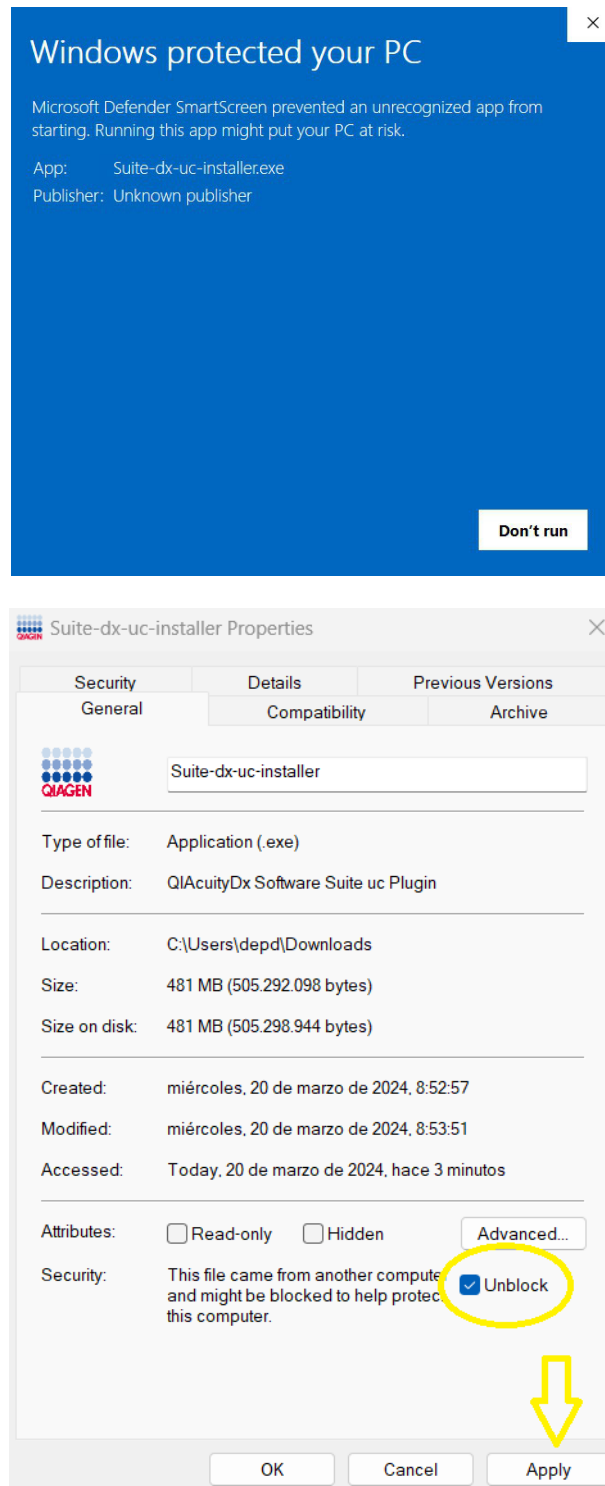 Windows protected your PC
Microsoft Defender SmartScreen prevented an unrecognized app from
starting. Running this app might put your PC at risk.
App: Suite-dx-uc-installer.exe
Publisher: Unknown publisher
Don't run
QIAGEN Suite-dx-uc-installer Properties
Security Details Previous Versions
General Compatibility Archive
QIAGEN
Suite-dx-uc-installer
Type of file: Application (.exe)
Description: QIAcuityDx Software Suite uc Plugin
Location: C:\Users\depd\Downloads
Size: 481 MB (505.292.098 bytes)
Size on disk: 481 MB (505.298.944 bytes)
Created: miércoles, 20 de marzo de 2024, 8:52:57
Modified: miércoles, 20 de marzo de 2024, 8:53:51
Accessed: Today, 20 de marzo de 2024, hace 3 minutos
Attributes: Read-only Hidden Advanced...
Security: This file came from another compute Unblock
and might be blocked to help protec
this computer.
OK Cancel Apply